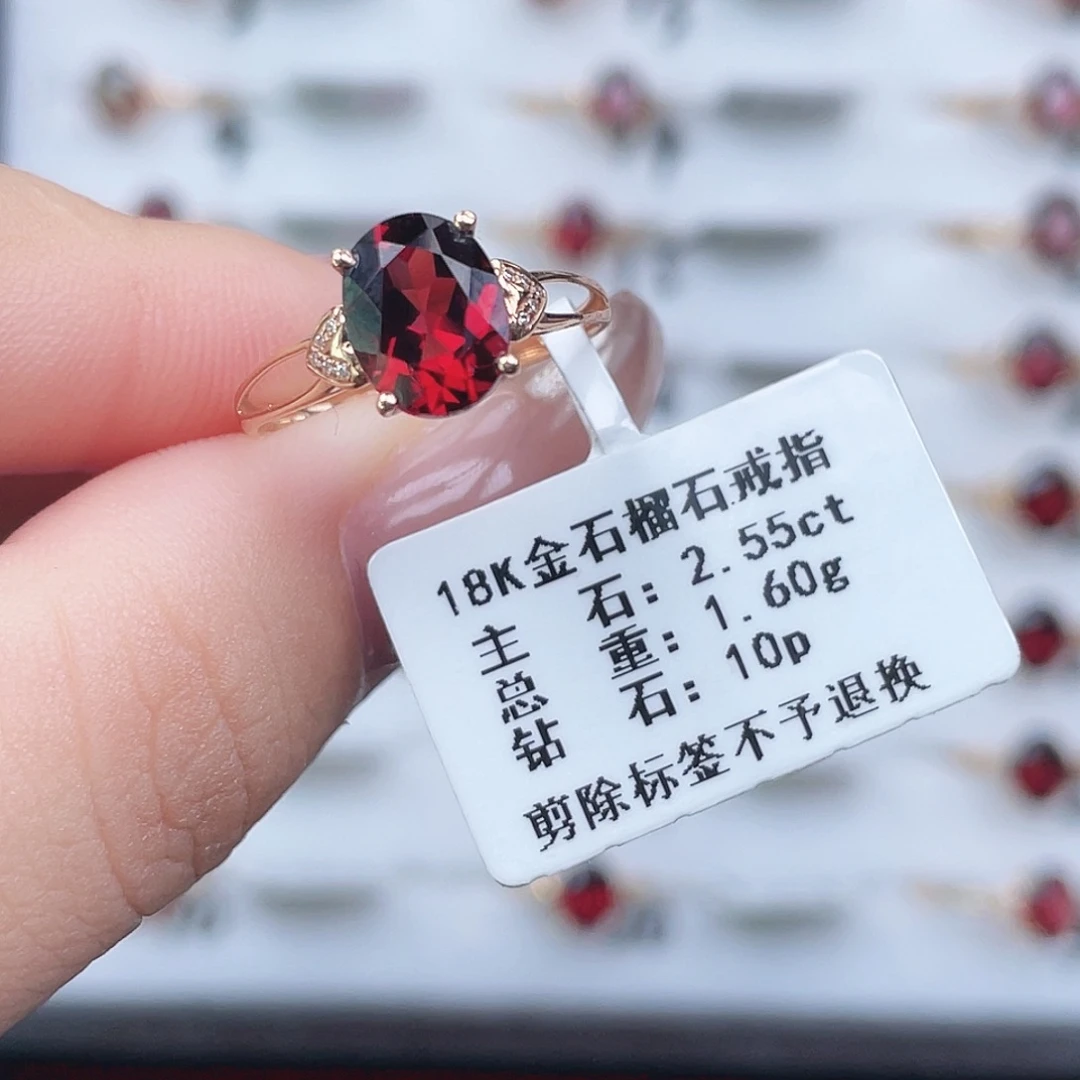 18K金石榴石戒指
主 石: 2.55ct
总 重: 1.60g
钻 石: 10p
剪除标签不予退换